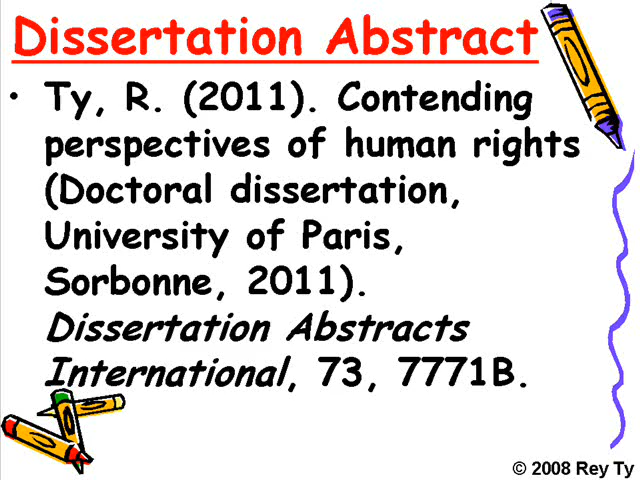 Dissertation Abstract
• Ty, R. (2011). Contending
perspectives of human rights
(Doctoral dissertation,
University of Paris,
Sorbonne, 2011).
Dissertation Abstracts
International, 73, 7771B.
© 2008 Rey Ty